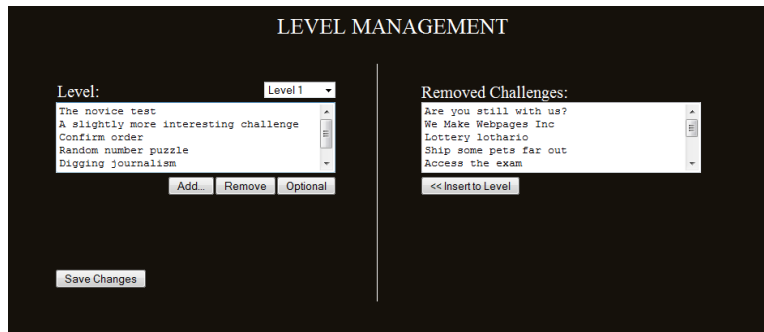 LEVEL MANAGEMENT
Level:
Level 1
The novice test
A slightly more interesting challenge
Confirm order
Random number puzzle
Digging journalism
Add...
Remove
Optional
Save Changes
Removed Challenges:
Are you still with us?
We Make Webpages Inc
Lottery lothario
Ship some pets far out
Access the exam
<< Insert to Level